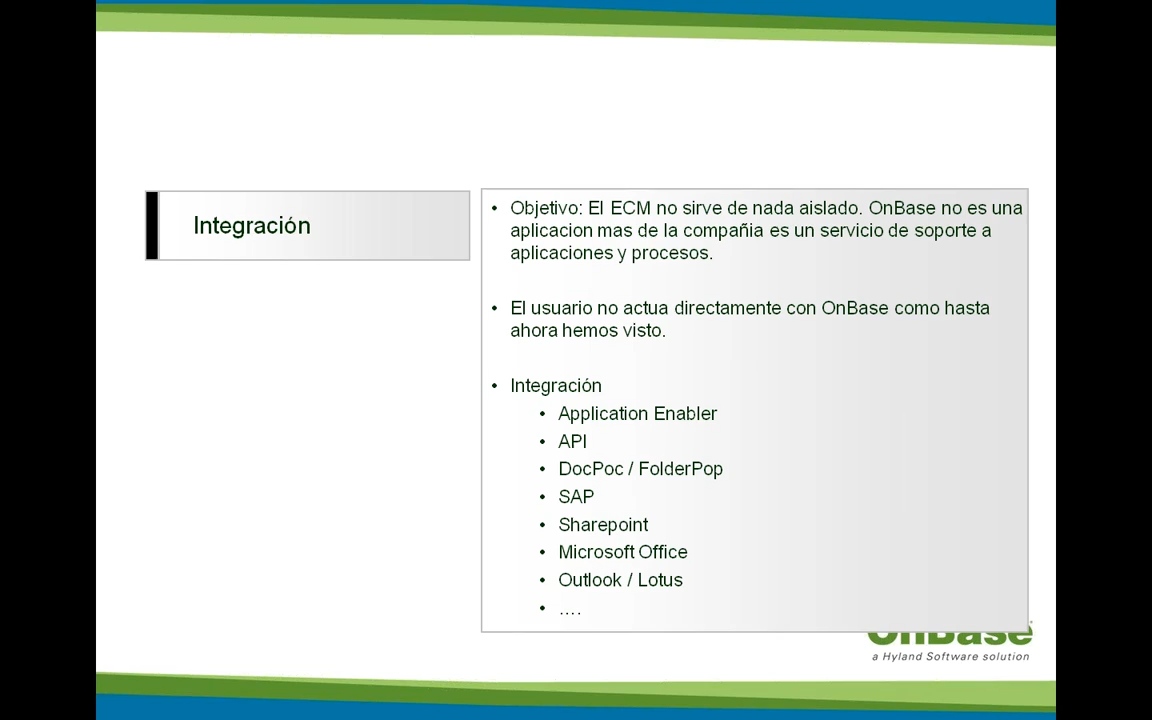 Integración
• Objetivo: El ECM no sirve de nada aislado. OnBase no es una
aplicacion mas de la compañia es un servicio de soporte a
aplicaciones y procesos.
• El usuario no actua directamente con OnBase como hasta
ahora hemos visto.
• Integración
• Application Enabler
• API
• DocPoc / FolderPop
• SAP
• Sharepoint
• Microsoft Office
• Outlook / Lotus
• ....
OnBase
a Hyland Software solution